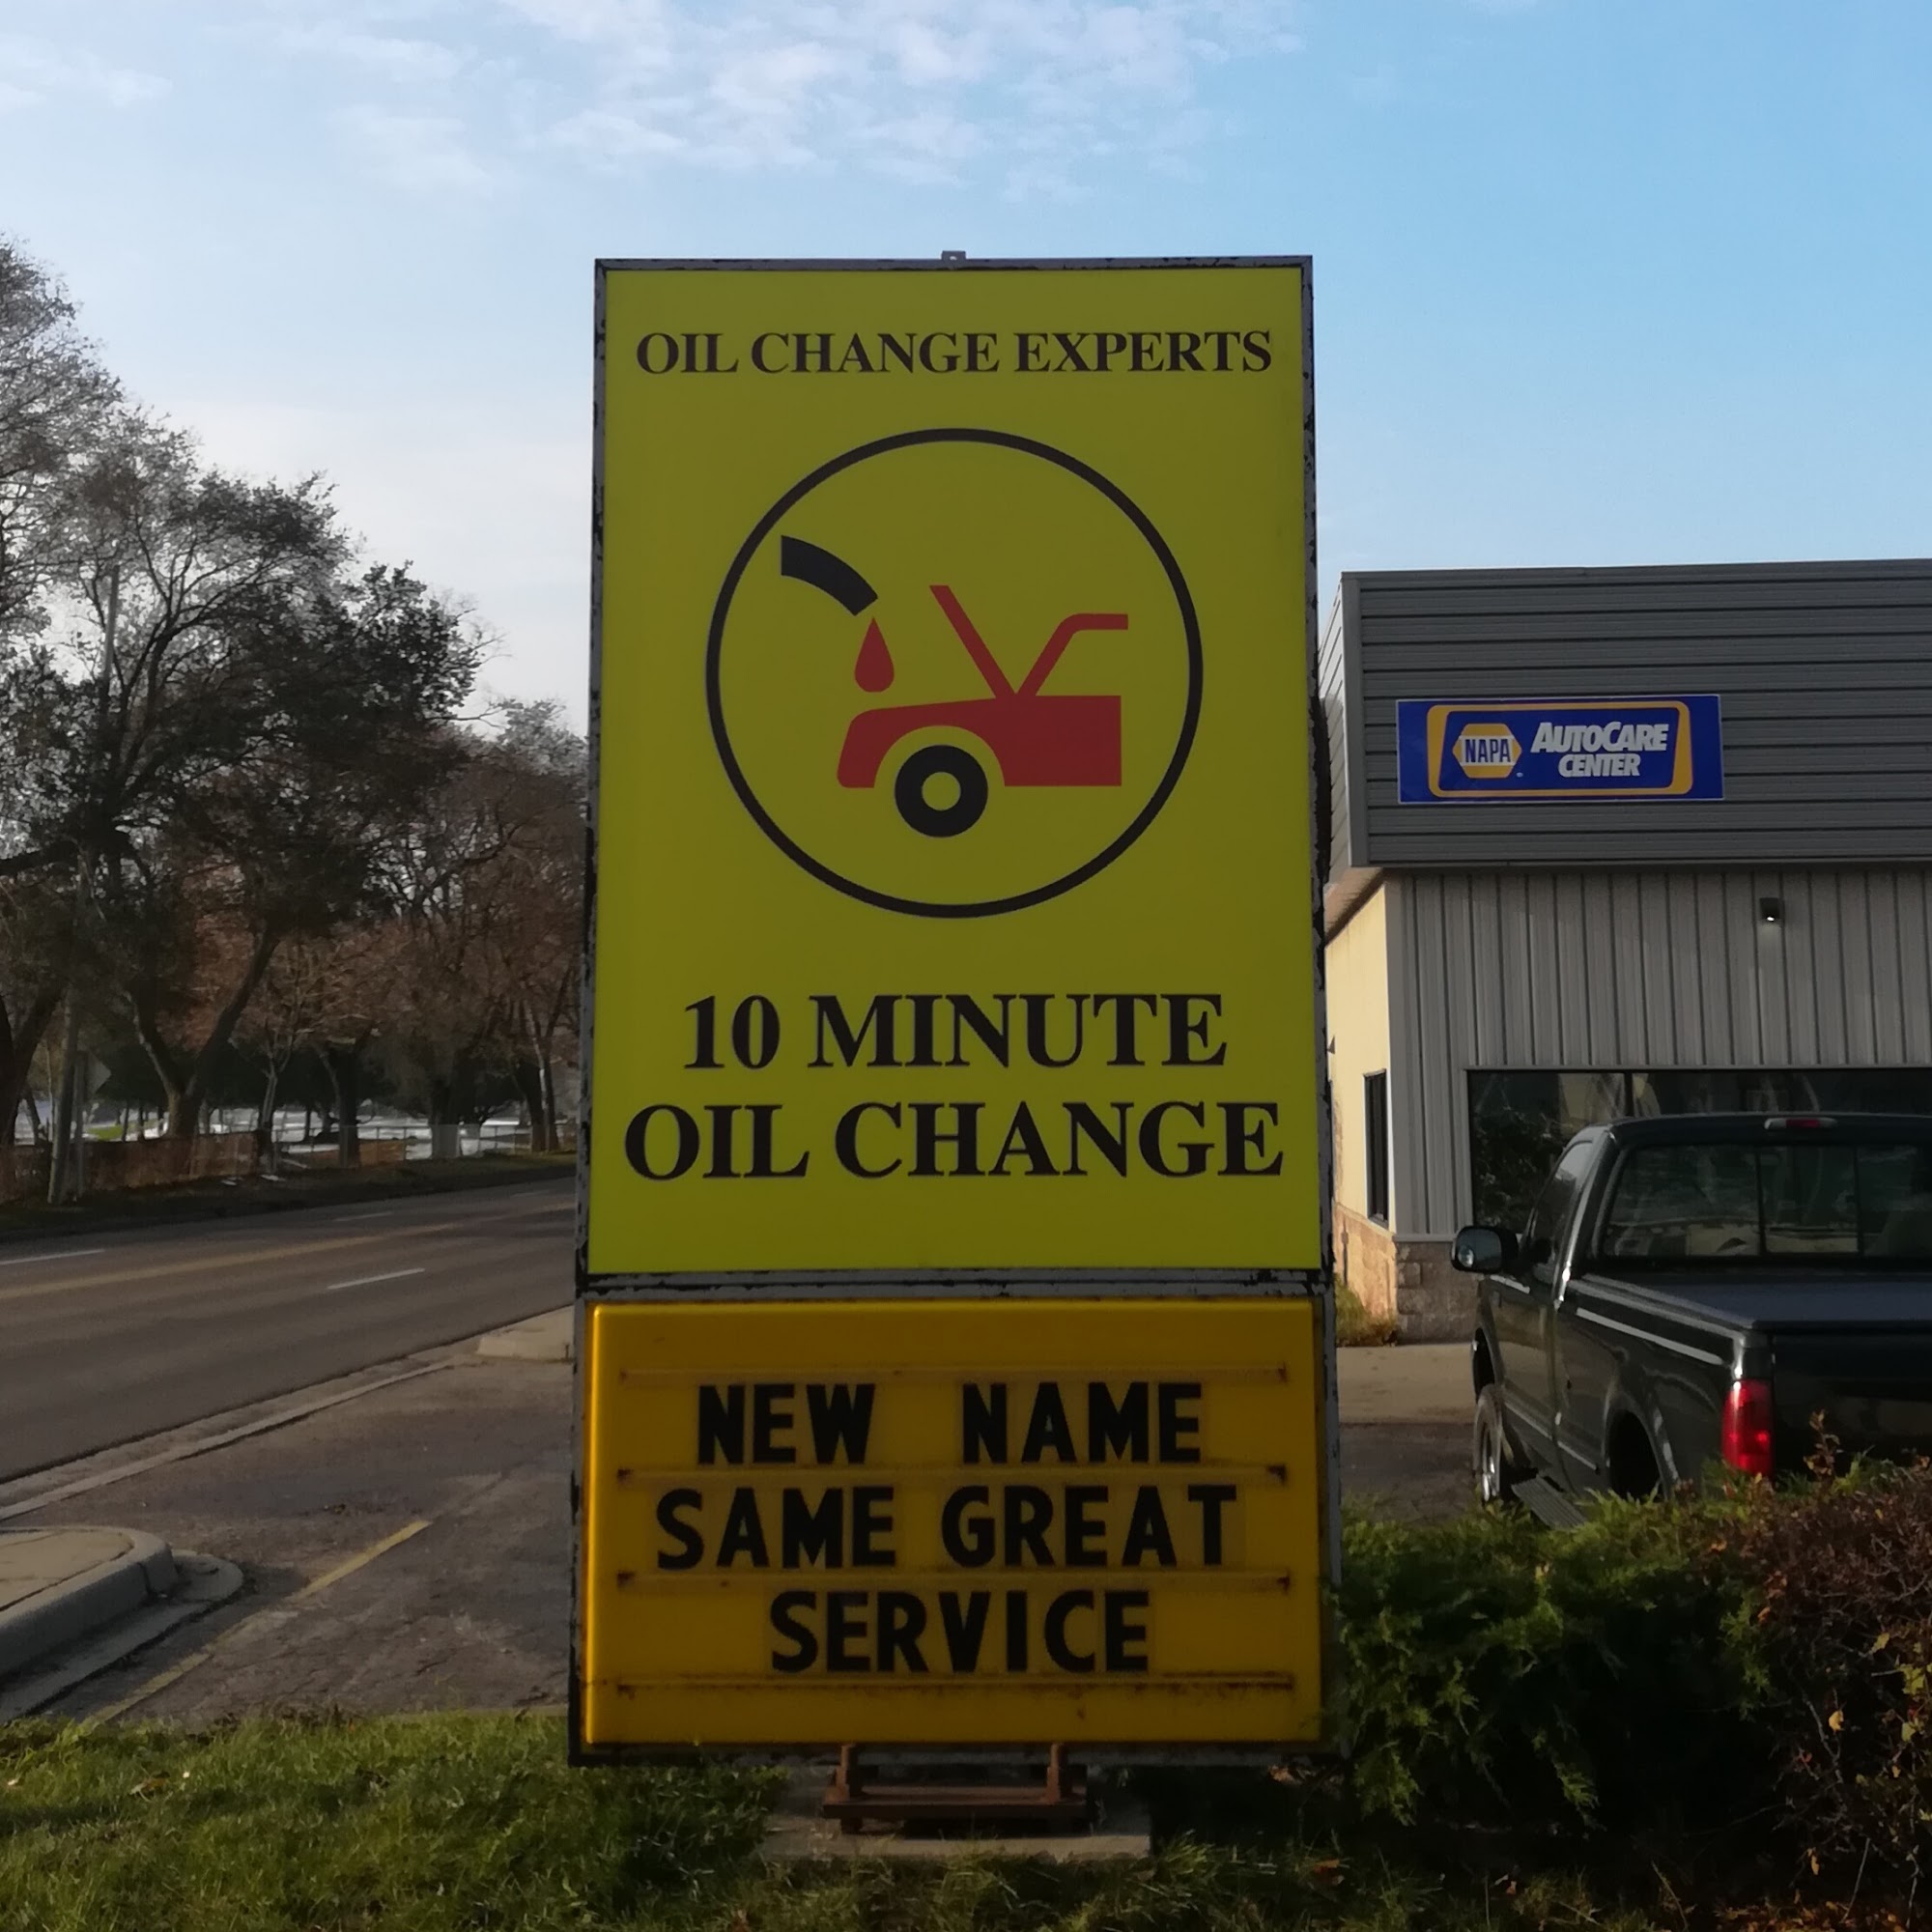 OIL CHANGE EXPERTS
10 MINUTE
OIL CHANGE
NEW NAME
SAME GREAT
SERVICE
NAPA
AUTOCARE
CENTER